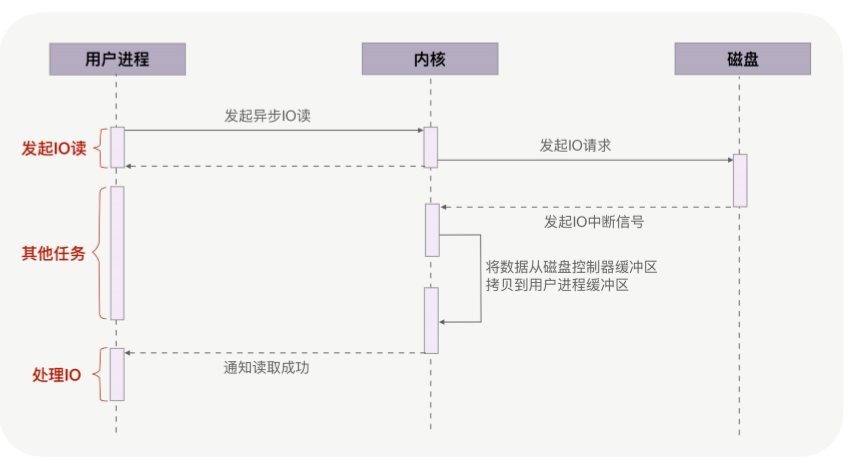 用户进程
内核
磁盘
发起异步IO读
发起IO读
发起IO请求
发起IO中断信号
其他任务
将数据从磁盘控制器缓冲区
拷贝到用户进程缓冲区
通知读取成功
处理IO